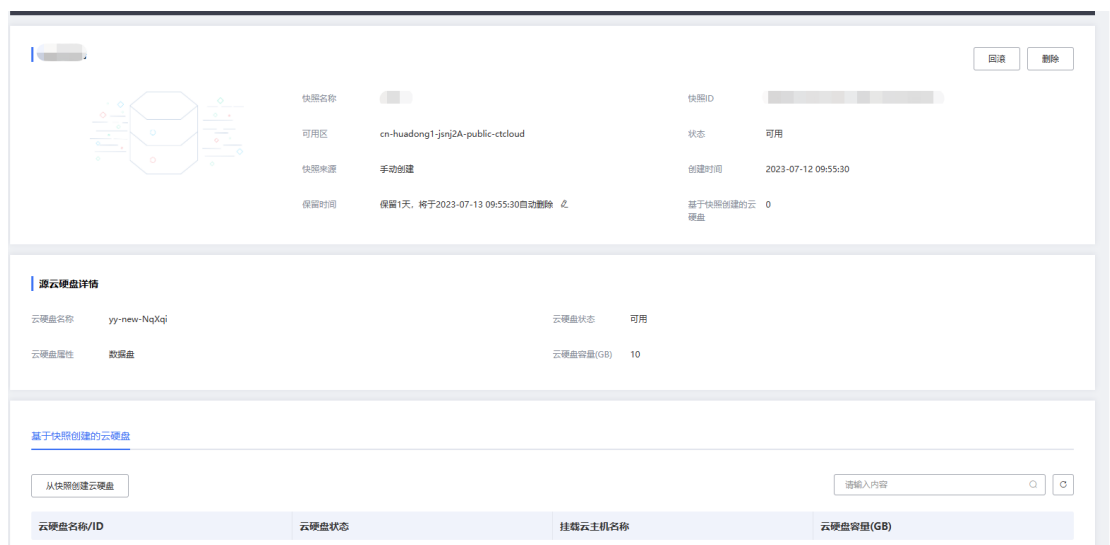 回滚 删除
快照名称 快照ID
可用区 cn-huadong1-jsnj2A-public-ctcloud 状态 可用
快照来源 手动创建 创建时间 2023-07-12 09:55:30
保留时间 保留1天，将于2023-07-13 09:55:30自动删除 基于快照创建的云 0
硬盘
源云硬盘详情
云硬盘名称 yy-new-NqXqi 云硬盘状态 可用
云硬盘属性 数据盘 云硬盘容量(GB) 10
基于快照创建的云硬盘
从快照创建云硬盘 请输入内容
云硬盘名称/ID 云硬盘状态 挂载云主机名称 云硬盘容量(GB)